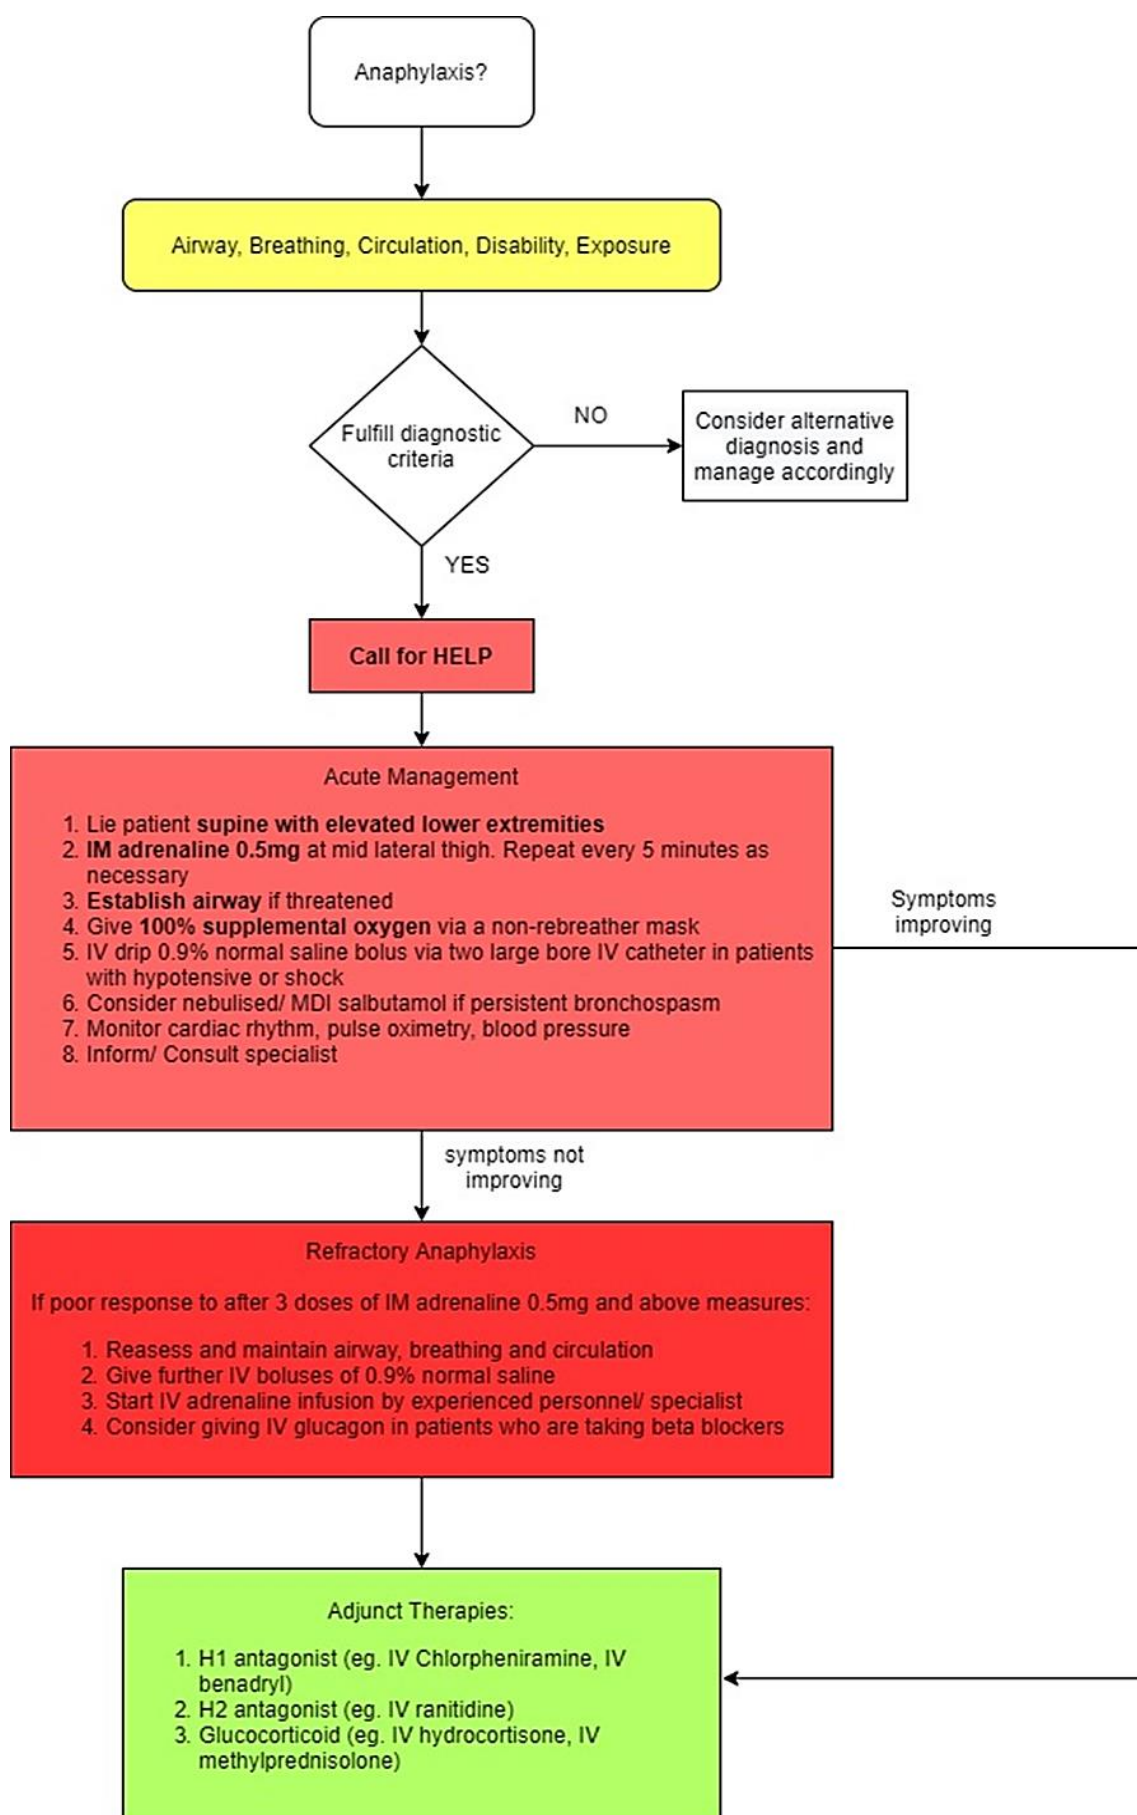 Anaphylaxis?
Airway, Breathing, Circulation, Disability, Exposure
Fulfill diagnostic
criteria
NO
Consider alternative
diagnosis and
manage accordingly
YES
Call for HELP
Acute Management
1. Lie patient supine with elevated lower extremities
2. IM adrenaline 0.5mg at mid lateral thigh. Repeat every 5 minutes as
necessary
3. Establish airway if threatened
4. Give 100% supplemental oxygen via a non-rebreather mask
5. IV drip 0.9% normal saline bolus via two large bore IV catheter in patients
with hypotensive or shock
6. Consider nebulised/ MDI salbutamol if persistent bronchospasm
7. Monitor cardiac rhythm, pulse oximetry, blood pressure
8. Inform/ Consult specialist
Symptoms
improving
symptoms not
improving
Refractory Anaphylaxis
If poor response to after 3 doses of IM adrenaline 0.5mg and above measures:
1. Reasess and maintain airway, breathing and circulation
2. Give further IV boluses of 0.9% normal saline
3. Start IV adrenaline infusion by experienced personnel/ specialist
4. Consider giving IV glucagon in patients who are taking beta blockers
Adjunct Therapies:
1. H1 antagonist (eg. IV Chlorpheniramine, IV
benadryl)
2. H2 antagonist (eg. IV ranitidine)
3. Glucocorticoid (eg. IV hydrocortisone, IV
methylprednisolone)